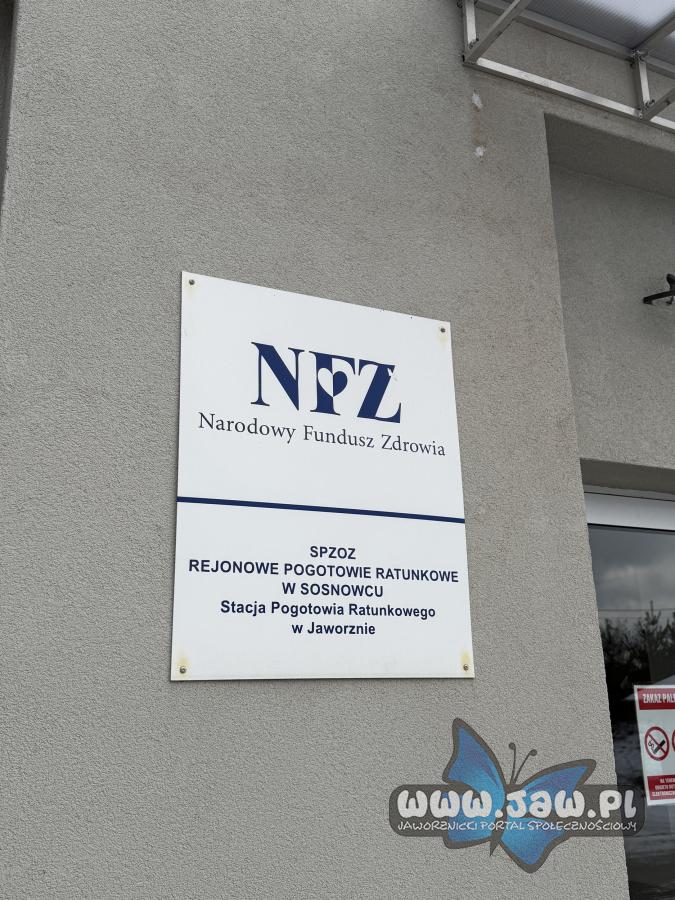 NFZ
Narodowy Fundusz Zdrowia
SPZOZ
REJONOWE POGOTOWIE RATUNKOWE
W SOSNOWCU
Stacja Pogotowia Ratunkowego
w Jaworznie
ZAKAZ
www.jaw.pl
JAWORZNICKI PORTAL SPOŁECZNOŚCIOWY